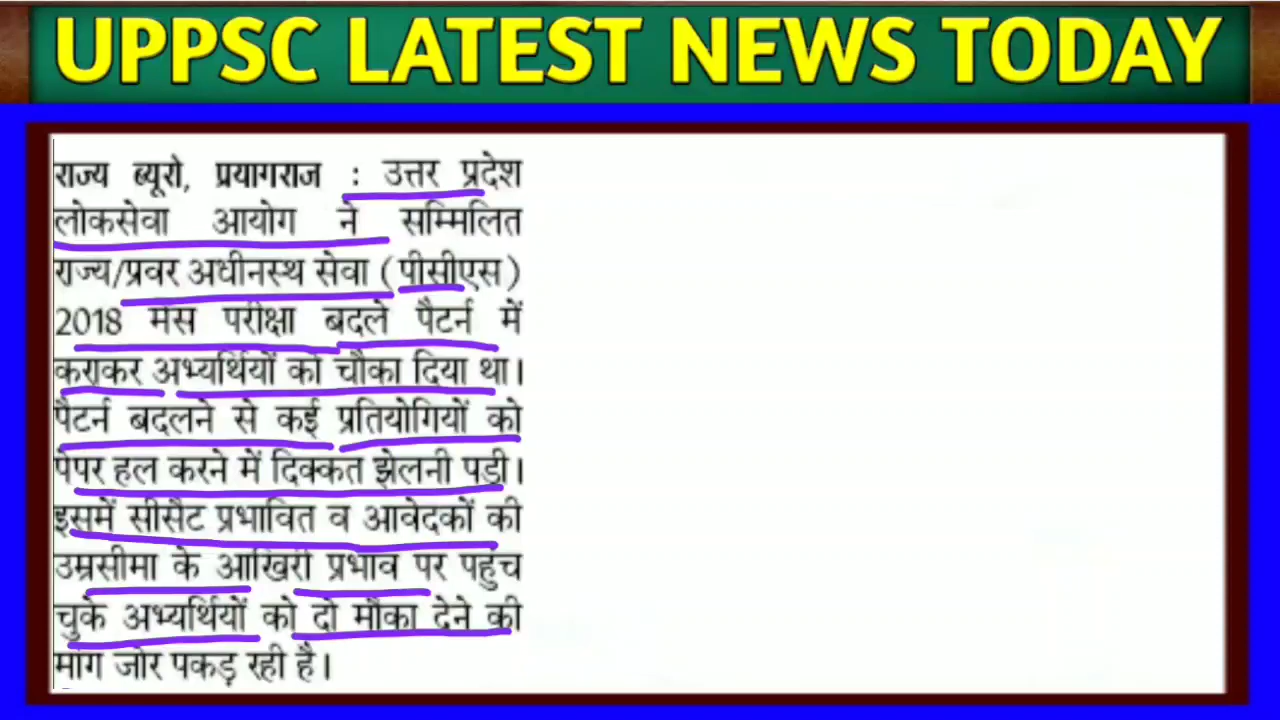 UPPSC LATEST NEWS TODAY
राज्य ब्यूरो, प्रयागराज : उत्तर प्रदेश
लोकसेवा आयोग ने सम्मिलित
राज्य/प्रवर अधीनस्थ सेवा (पीसीएस)
2018 मेंस परीक्षा बदले पैटर्न में
कराकर अभ्यर्थियों को चौंका दिया था।
पैटर्न बदलने से कई प्रतियोगियों को
पेपर हल करने में दिक्कत झेलनी पड़ी।
इसमें सीसैट प्रभावित व आवेदकों की
उम्रसीमा के आखिरी प्रभाव पर पहुंच
चुके अभ्यर्थियों को दो मौका देने की
मांग जोर पकड़ रही है।